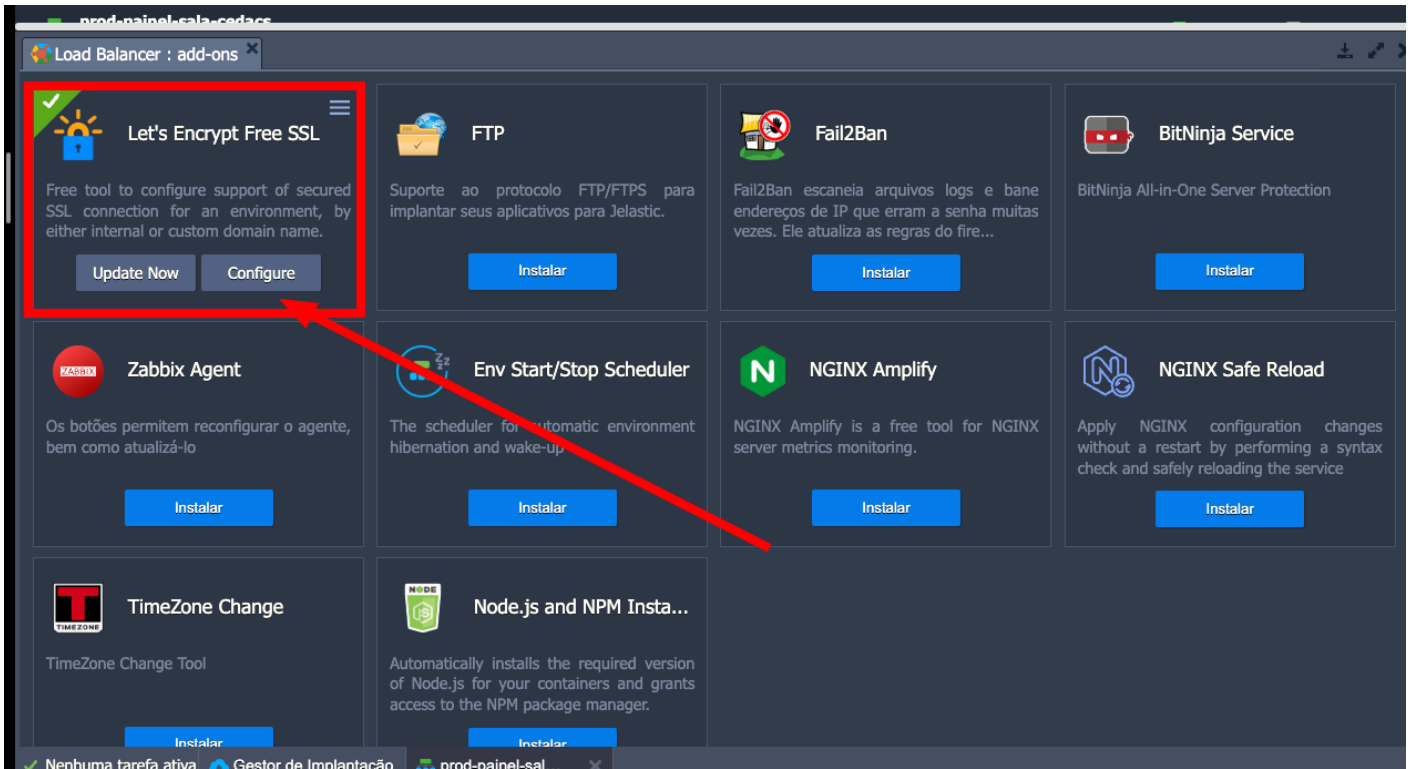 prod-painel-sala-cedacs
Load Balancer : add-ons
Let's Encrypt Free SSL
Free tool to configure support of secured
SSL connection for an environment, by
either internal or custom domain name.
Update Now
Configure
FTP
Suporte ao protocolo FTP/FTPS para
implantar seus aplicativos para Jelastic.
Instalar
Fail2Ban
Fail2Ban escaneia arquivos logs e bane
endereços de IP que erram a senha muitas
vezes. Ele atualiza as regras do fire...
Instalar
BitNinja Service
BitNinja All-in-One Server Protection
Instalar
ZABBIX
Zabbix Agent
Os botões permitem reconfigurar o agente,
bem como atualizá-lo
Instalar
Env Start/Stop Scheduler
The scheduler for automatic environment
hibernation and wake-up
Instalar
NGINX Amplify
NGINX Amplify is a free tool for NGINX
server metrics monitoring.
Instalar
NGINX Safe Reload
Apply NGINX configuration changes
without a restart by performing a syntax
check and safely reloading the service
Instalar
TIMEZONE
TimeZone Change
TimeZone Change Tool
Instalar
NODE
Node.js and NPM Insta...
Automatically installs the required version
of Node.js for your containers and grants
access to the NPM package manager.
Instalar
Nenhuma tarefa ativa
Gestor de Implantação
prod-painel-sal...